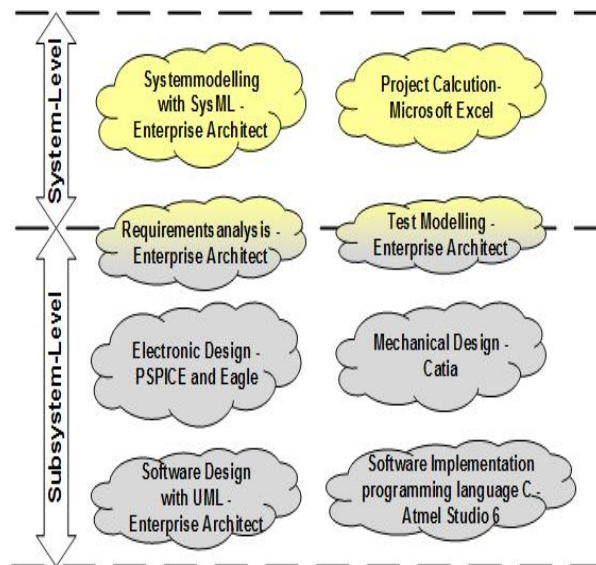 System-Level
Systemmodelling
with SysML -
Enterprise Architect
Project Calcution-
Microsoft Excel
Requirements analysis -
Enterprise Architect
Test Modelling -
Enterprise Architect
Subsystem-Level
Electronic Design -
PSPICE and Eagle
Mechanical Design -
Catia
Software Design
with UML -
Enterprise Architect
Software Implementation
programming language C -
Atmel Studio 6